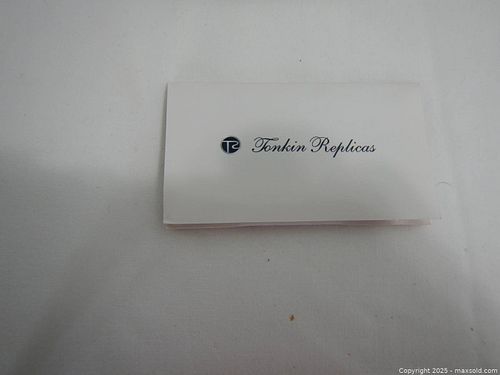 TR Tonkin Replicas
Copyright 2025 - maxsold.com